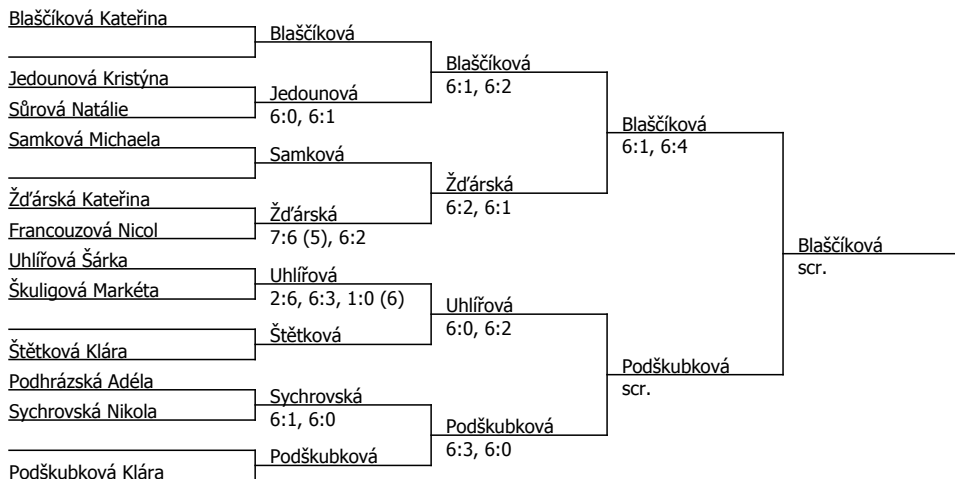 Blaščíková Kateřina
Blaščíková
Blaščíková
6:1, 6:2
Jedounová Kristýna
Jedounová
6:0, 6:1
Sůrová Natálie
Blaščíková
6:1, 6:4
Samková Michaela
Samková
Žďárská
6:2, 6:1
Žďárská Kateřina
Žďárská
7:6 (5), 6:2
Francouzová Nicol
Blaščíková
scr.
Uhlířová Šárka
Uhlířová
2:6, 6:3, 1:0 (6)
Škuligová Markéta
Uhlířová
6:0, 6:2
Štětková
Štětková Klára
Podškubková
scr.
Podhrázská Adéla
Sychrovská
6:1, 6:0
Sychrovská Nikola
Podškubková
6:3, 6:0
Podškubková
Podškubková Klára